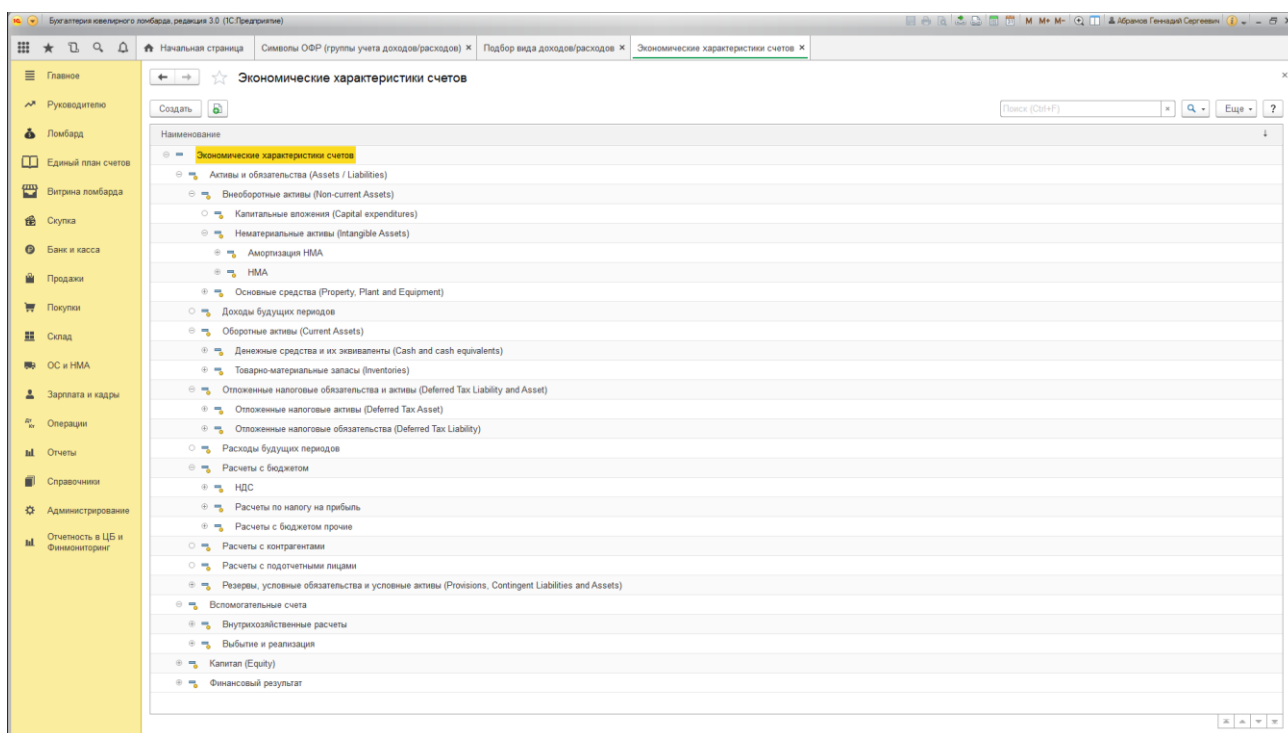 Бухгалтерия ювелирного ломбарда, редакция 3.0 (1С:Предприятие)
M M+ M-
Абрамов Геннадий Сергеевич
Начальная страница
Символы ОФР (группы учета доходов/расходов) ×
Подбор вида доходов/расходов ×
Экономические характеристики счетов ×
Главное
Руководителю
Ломбард
Единый план счетов
Витрина ломбарда
Скупка
Банк и касса
Продажи
Покупки
Склад
ОС и НМА
Зарплата и кадры
Операции
Отчеты
Справочники
Администрирование
Отчетность в ЦБ и
Финмониторинг
Экономические характеристики счетов
Создать
Поиск (Ctrl+F)
Еще
?
Наименование
Экономические характеристики счетов
Активы и обязательства (Assets / Liabilities)
Внеоборотные активы (Non-current Assets)
Капитальные вложения (Capital expenditures)
Нематериальные активы (Intangible Assets)
Амортизация НМА
НМА
Основные средства (Property, Plant and Equipment)
Доходы будущих периодов
Оборотные активы (Current Assets)
Денежные средства и их эквиваленты (Cash and cash equivalents)
Товарно-материальные запасы (Inventories)
Отложенные налоговые обязательства и активы (Deferred Tax Liability and Asset)
Отложенные налоговые активы (Deferred Tax Asset)
Отложенные налоговые обязательства (Deferred Tax Liability)
Расходы будущих периодов
Расчеты с бюджетом
НДС
Расчеты по налогу на прибыль
Расчеты с бюджетом прочие
Расчеты с контрагентами
Расчеты с подотчетными лицами
Резервы, условные обязательства и условные активы (Provisions, Contingent Liabilities and Assets)
Вспомогательные счета
Внутрихозяйственные расчеты
Выбытие и реализация
Капитал (Equity)
Финансовый результат